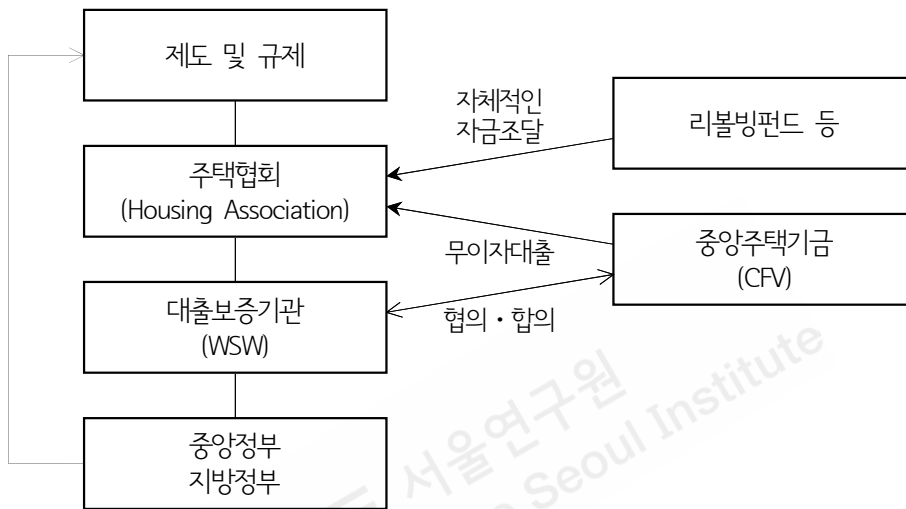 제도 및 규제
자체적인
자금조달
리볼빙펀드 등
주택협회
(Housing Association)
무이자대출
중앙주택기금
(CFV)
대출보증기관
(WSW)
협의·합의
중앙정부
지방정부
서울연구원
Seoul Institute